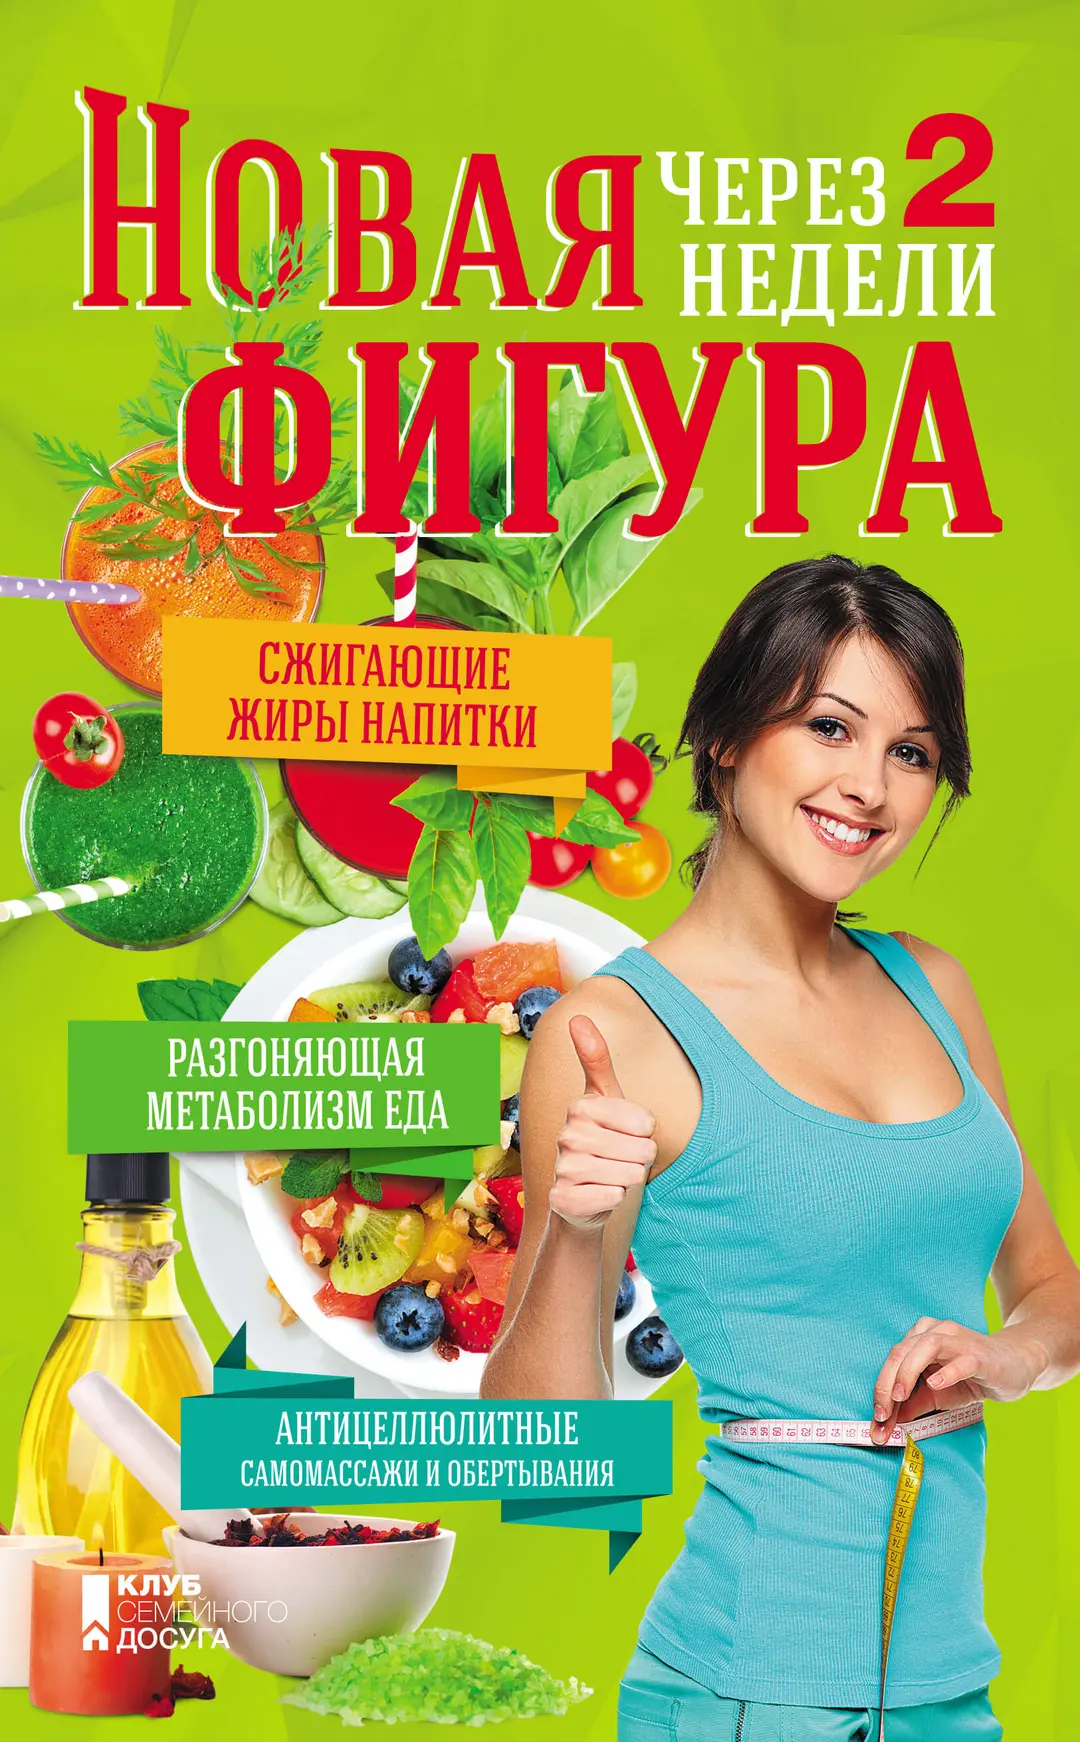 Новая
через 2
недели
фигура
Сжигающие
жиры напитки
Разгоняющая
метаболизм еда
Антицеллюлитные
самомассажи и обертывания
КЛУБ
СЕМЕЙНОГО
ДОСУГА